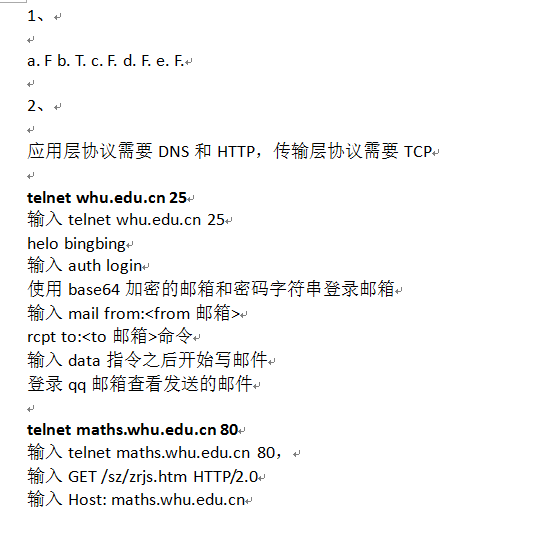 1、
a. F b. T. c. F. d. F. e. F.
2、
应用层协议需要 DNS 和 HTTP，传输层协议需要 TCP
telnet whu.edu.cn 25
输入 telnet whu.edu.cn 25
helo bingbing
输入 auth login
使用 base64 加密的邮箱和密码字符串登录邮箱
输入 mail from:<from 邮箱>
rcpt to:<to 邮箱>命令
输入 data 指令之后开始写邮件
登录 qq 邮箱查看发送的邮件
telnet maths.whu.edu.cn 80
输入 telnet maths.whu.edu.cn 80，
输入 GET /sz/zrjs.htm HTTP/2.0
输入 Host: maths.whu.edu.cn